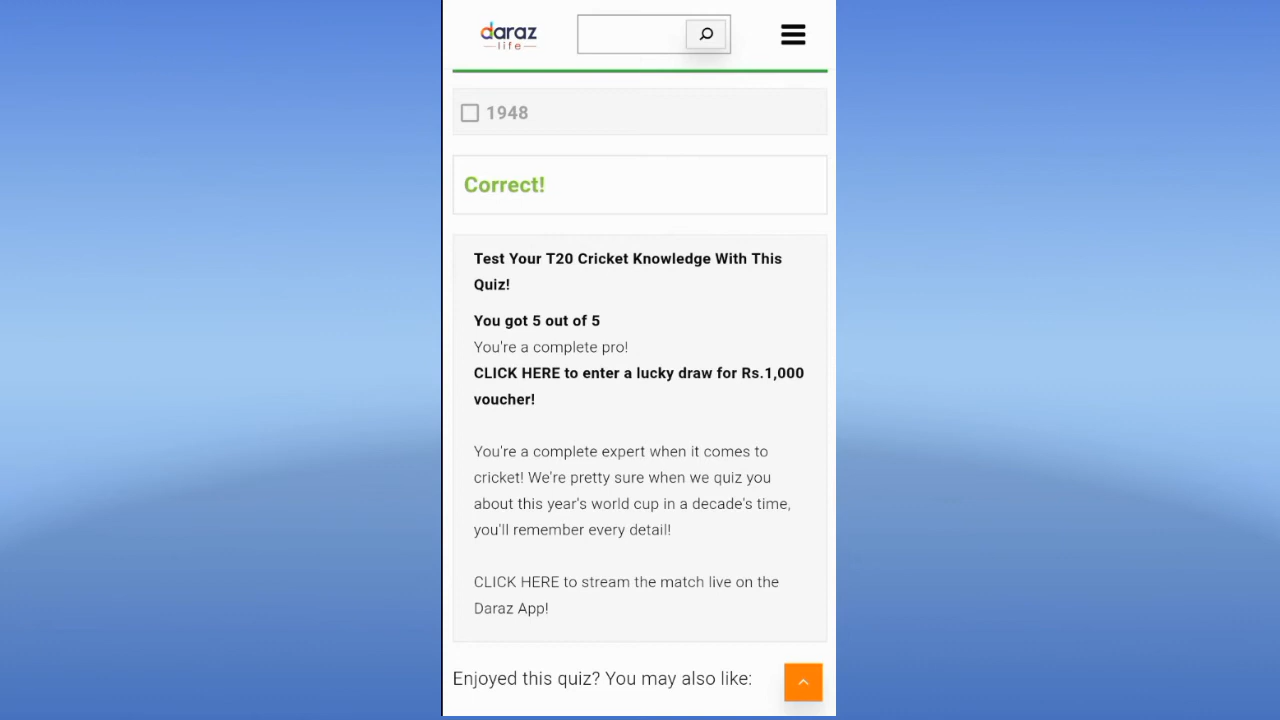 daraz
life
1948
Correct!
Test Your T20 Cricket Knowledge With This
Quiz!
You got 5 out of 5
You're a complete pro!
CLICK HERE to enter a lucky draw for Rs.1,000
voucher!
You're a complete expert when it comes to
cricket! We're pretty sure when we quiz you
about this year's world cup in a decade's time,
you'll remember every detail!
CLICK HERE to stream the match live on the
Daraz App!
Enjoyed this quiz? You may also like: